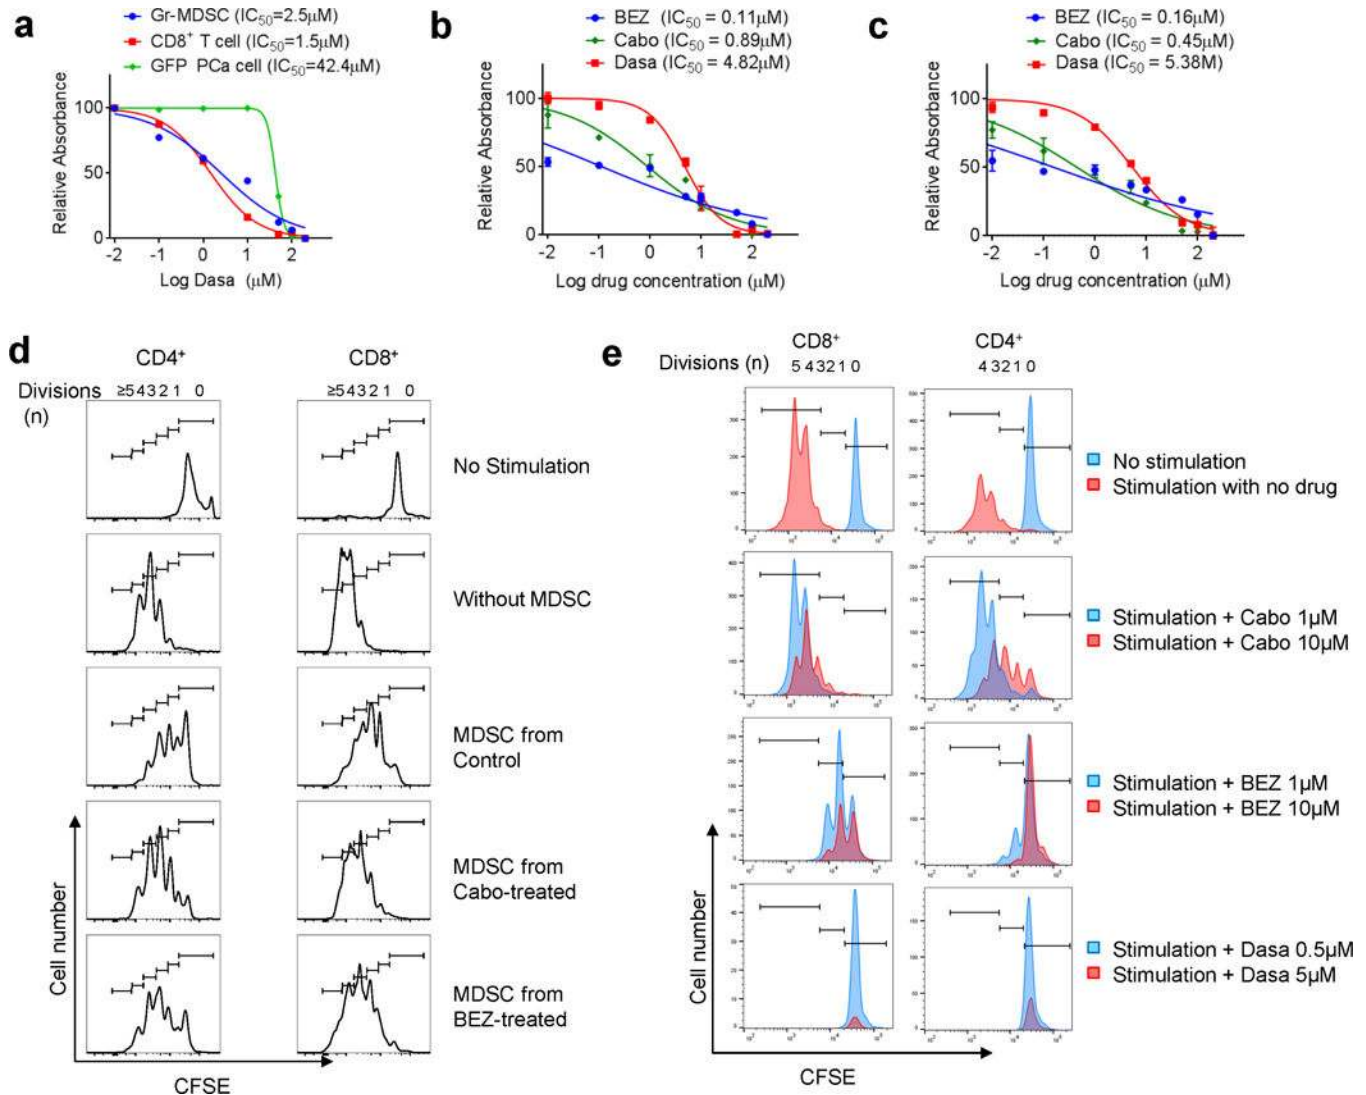 a
Gr-MDSC (IC50=2.5μM)
CD8+ T cell (IC50=1.5μM)
GFP PCa cell (IC50=42.4μM)
Relative Absorbance
100
50
0
-2 -1 0 1 2
Log Dasa (μM)
b
BEZ (IC50 = 0.11μM)
Cabo (IC50 = 0.89μM)
Dasa (IC50 = 4.82μM)
Relative Absorbance
100
50
0
-2 -1 0 1 2
Log drug concentration (μM)
c
BEZ (IC50 = 0.16μM)
Cabo (IC50 = 0.45μM)
Dasa (IC50 = 5.38M)
Relative Absorbance
100
50
0
-2 -1 0 1 2
Log drug concentration (μM)
d
CD4+ CD8+
Divisions (n)
≥5 4 3 2 1 0
≥5 4 3 2 1 0
No Stimulation
Without MDSC
MDSC from Control
MDSC from Cabo-treated
MDSC from BEZ-treated
Cell number
CFSE
e
CD8+ CD4+
Divisions (n)
5 4 3 2 1 0
4 3 2 1 0
No stimulation
Stimulation with no drug
Stimulation + Cabo 1μM
Stimulation + Cabo 10μM
Stimulation + BEZ 1μM
Stimulation + BEZ 10μM
Stimulation + Dasa 0.5μM
Stimulation + Dasa 5μM
Cell number
CFSE